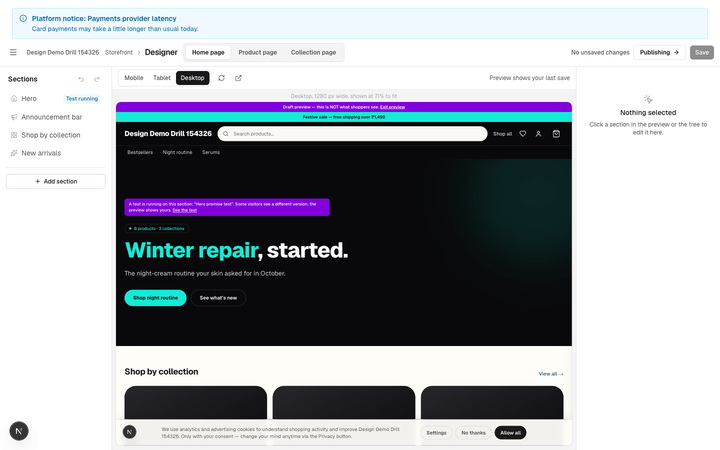 Platform notice: Payments provider latency
Card payments may take a little longer than usual today.
Design Demo Drill 154326 Storefront › Designer Home page Product page Collection page No unsaved changes Publishing → Save
Sections
Mobile Tablet Desktop Preview shows your last save
Hero Test running
Announcement bar
Shop by collection
New arrivals
+ Add section
Desktop, 1280 px wide, shown at 71% to fit
Draft preview — this is NOT what shoppers see. Exit preview
Festive sale — free shipping over ₹1,499
Design Demo Drill 154326 Search products... Shop all
Bestsellers Night routine Serums
A test is running on this section: "Hero promise test". Some visitors see a different version; the
preview shows yours. See the test
8 products · 3 collections
Winter repair, started.
The night-cream routine your skin asked for in October.
Shop night routine See what's new
Shop by collection
View all →
We use analytics and advertising cookies to understand shopping activity and improve Design Demo Drill
154326. Only with your consent — change your mind anytime via the Privacy button.
Settings No thanks Allow all
N
N
Nothing selected
Click a section in the preview or the tree to
edit it here.